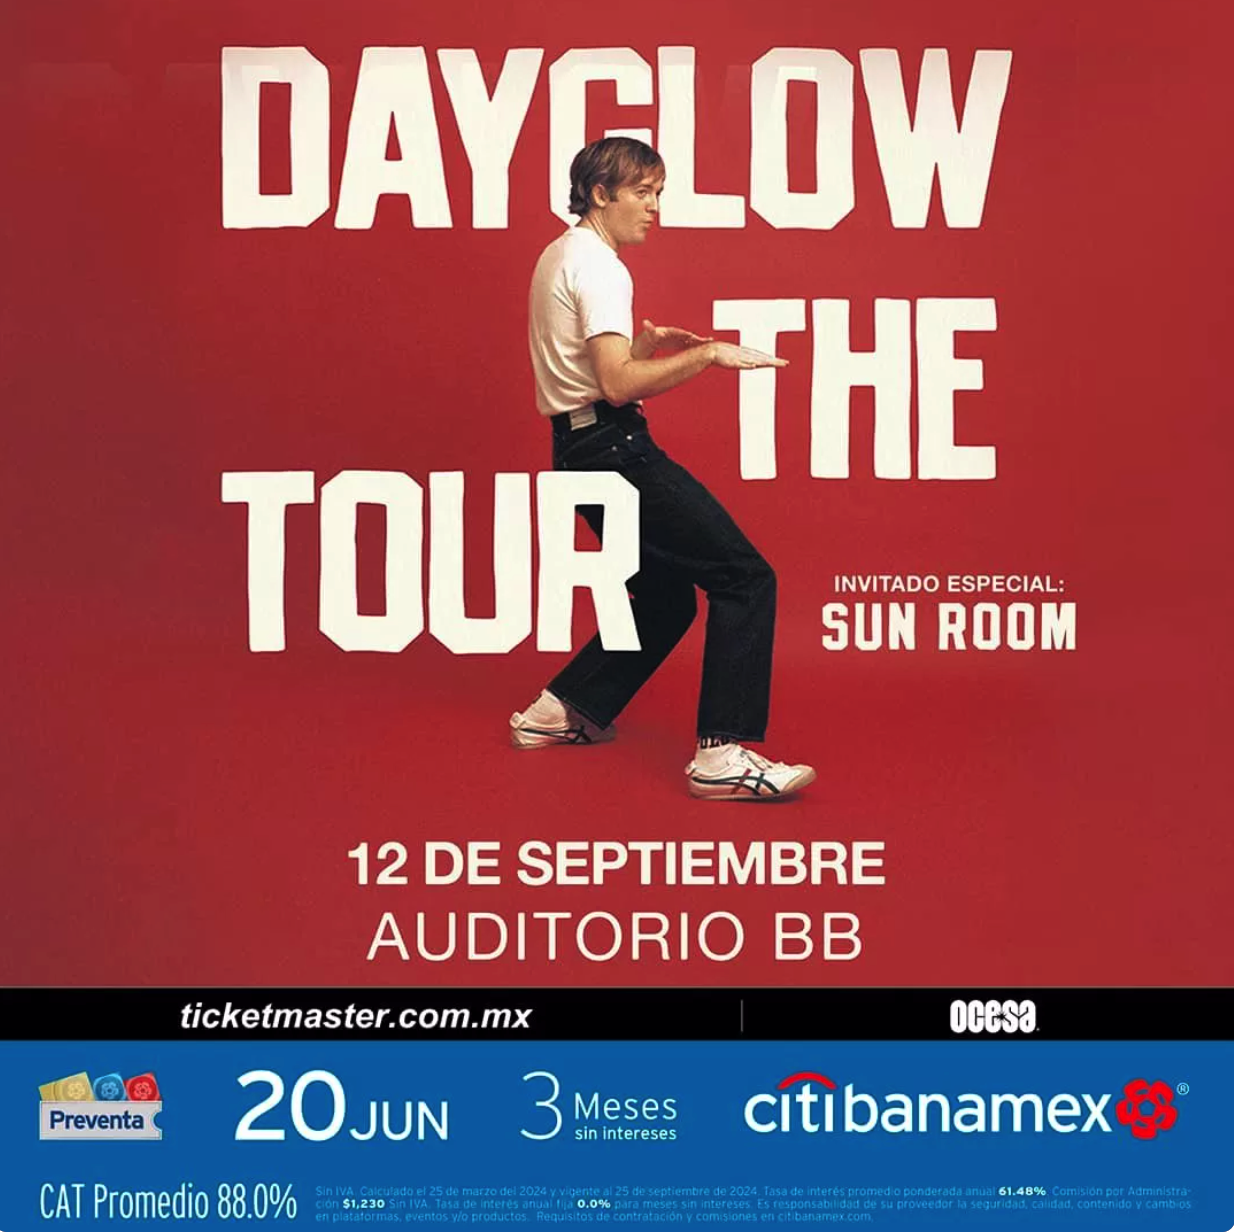 DAYGLOW
THE
TOUR
INVITADO ESPECIAL:
SUN ROOM
12 DE SEPTIEMBRE
AUDITORIO BB
ticketmaster.com.mx
ocesa
Preventa
20 JUN
3 Meses
sin intereses
citibanamex®
CAT Promedio 88.0%
Sin IVA. Calculado el 25 de marzo del 2024 y vigente al 25 de septiembre de 2024. Tasa de interés promedio ponderada anual 61.48% Comisión por Administra-
ción $1,230 Sin IVA. Tasa de interés anual fija 0.0% para meses sin intereses. Es responsabilidad de su proveedor la seguridad, calidad, contenido y cambios
en plataformas, eventos y/o productos. Requisitos de contratación y comisiones en citibanamex.com.